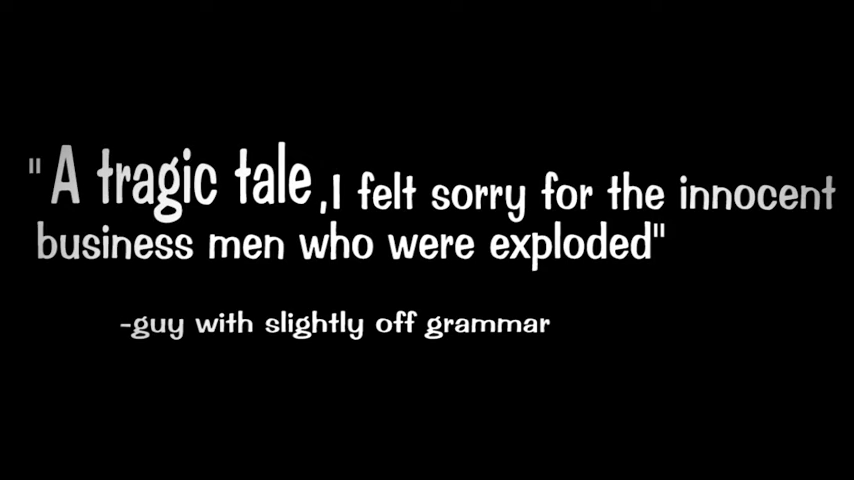 "A tragic tale,I felt sorry for the innocent
business men who were exploded"
-guy with slightly off grammar